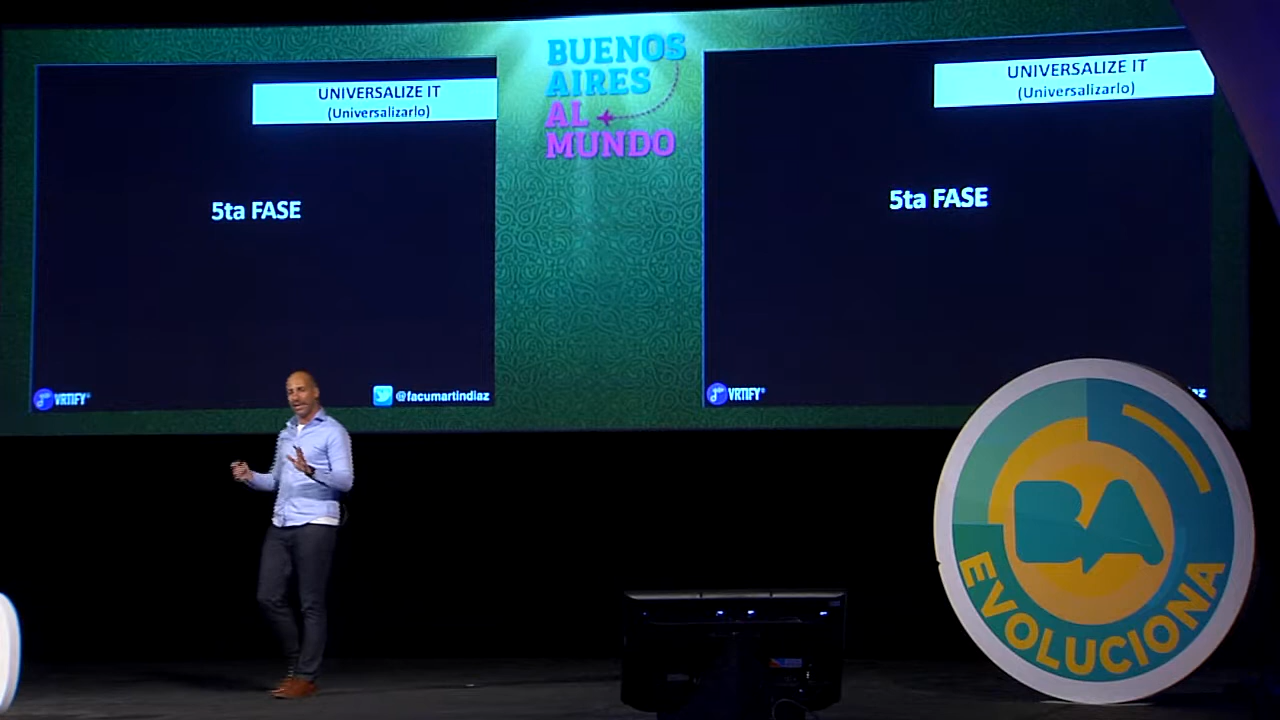 UNIVERSALIZE IT
(Universalizarlo)
5ta FASE
VRTIFY
@facumartindiaz
BUENOS
AIRES
AL
MUNDO
UNIVERSALIZE IT
(Universalizarlo)
5ta FASE
VRTIFY
az
BA
EVOLUCIONA